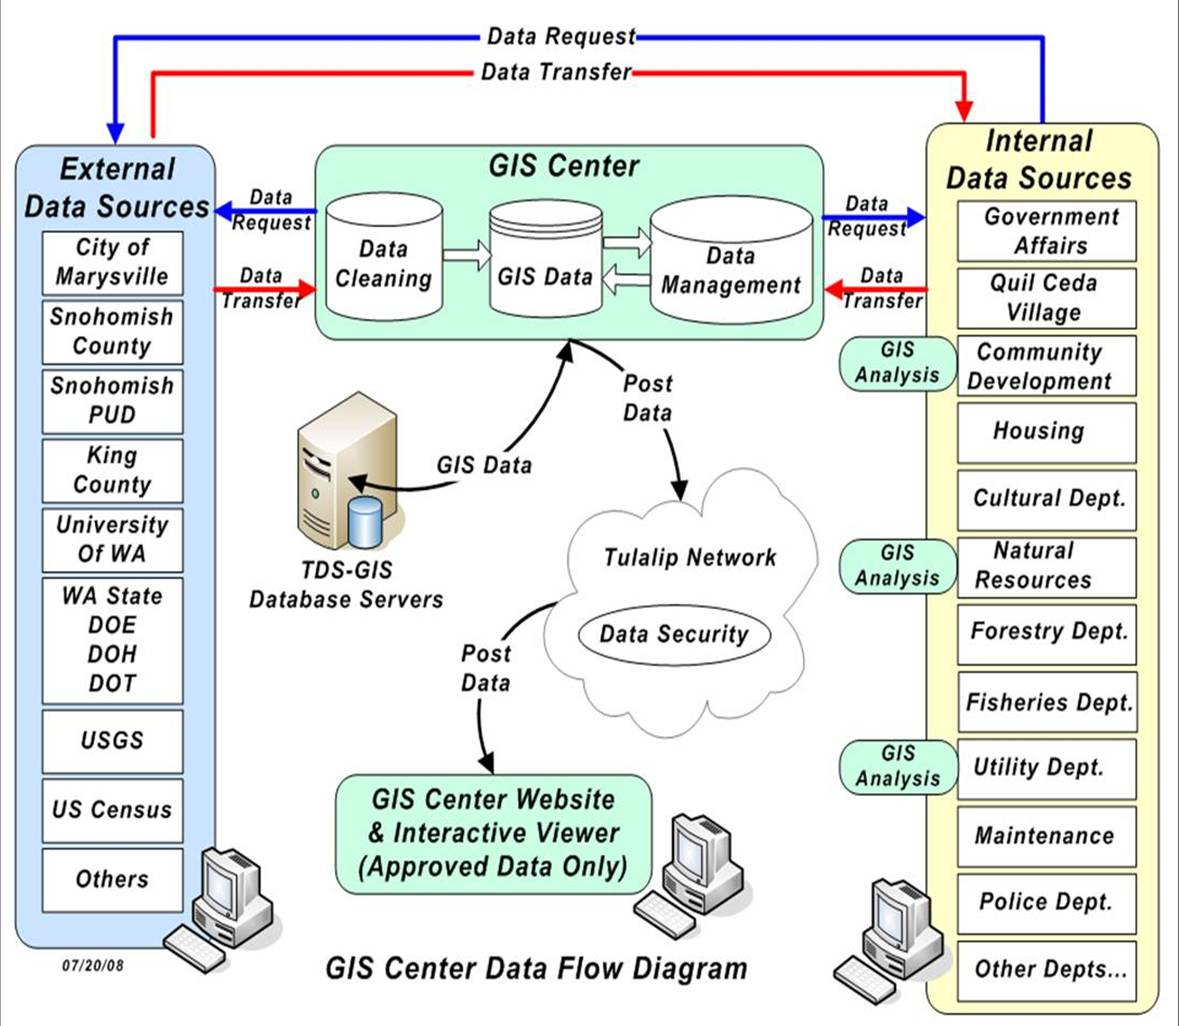 Data Request
Data Transfer
External
Data Sources
City of
Marysville
Snohomish
County
Snohomish
PUD
King
County
University
Of WA
WA State
DOE
DOH
DOT
USGS
US Census
Others
07/20/08
Data
Request
Data
Transfer
GIS Center
Data
Cleaning
GIS Data
Data
Management
Data
Request
Data
Transfer
GIS Data
Post
Data
TDS-GIS
Database Servers
Tulalip Network
Data Security
Post
Data
GIS Center Website
& Interactive Viewer
(Approved Data Only)
GIS Center Data Flow Diagram
Internal
Data Sources
Government
Affairs
Quil Ceda
Village
GIS
Analysis
Community
Development
Housing
Cultural Dept.
GIS
Analysis
Natural
Resources
Forestry Dept.
Fisheries Dept.
GIS
Analysis
Utility Dept.
Maintenance
Police Dept.
Other Depts...